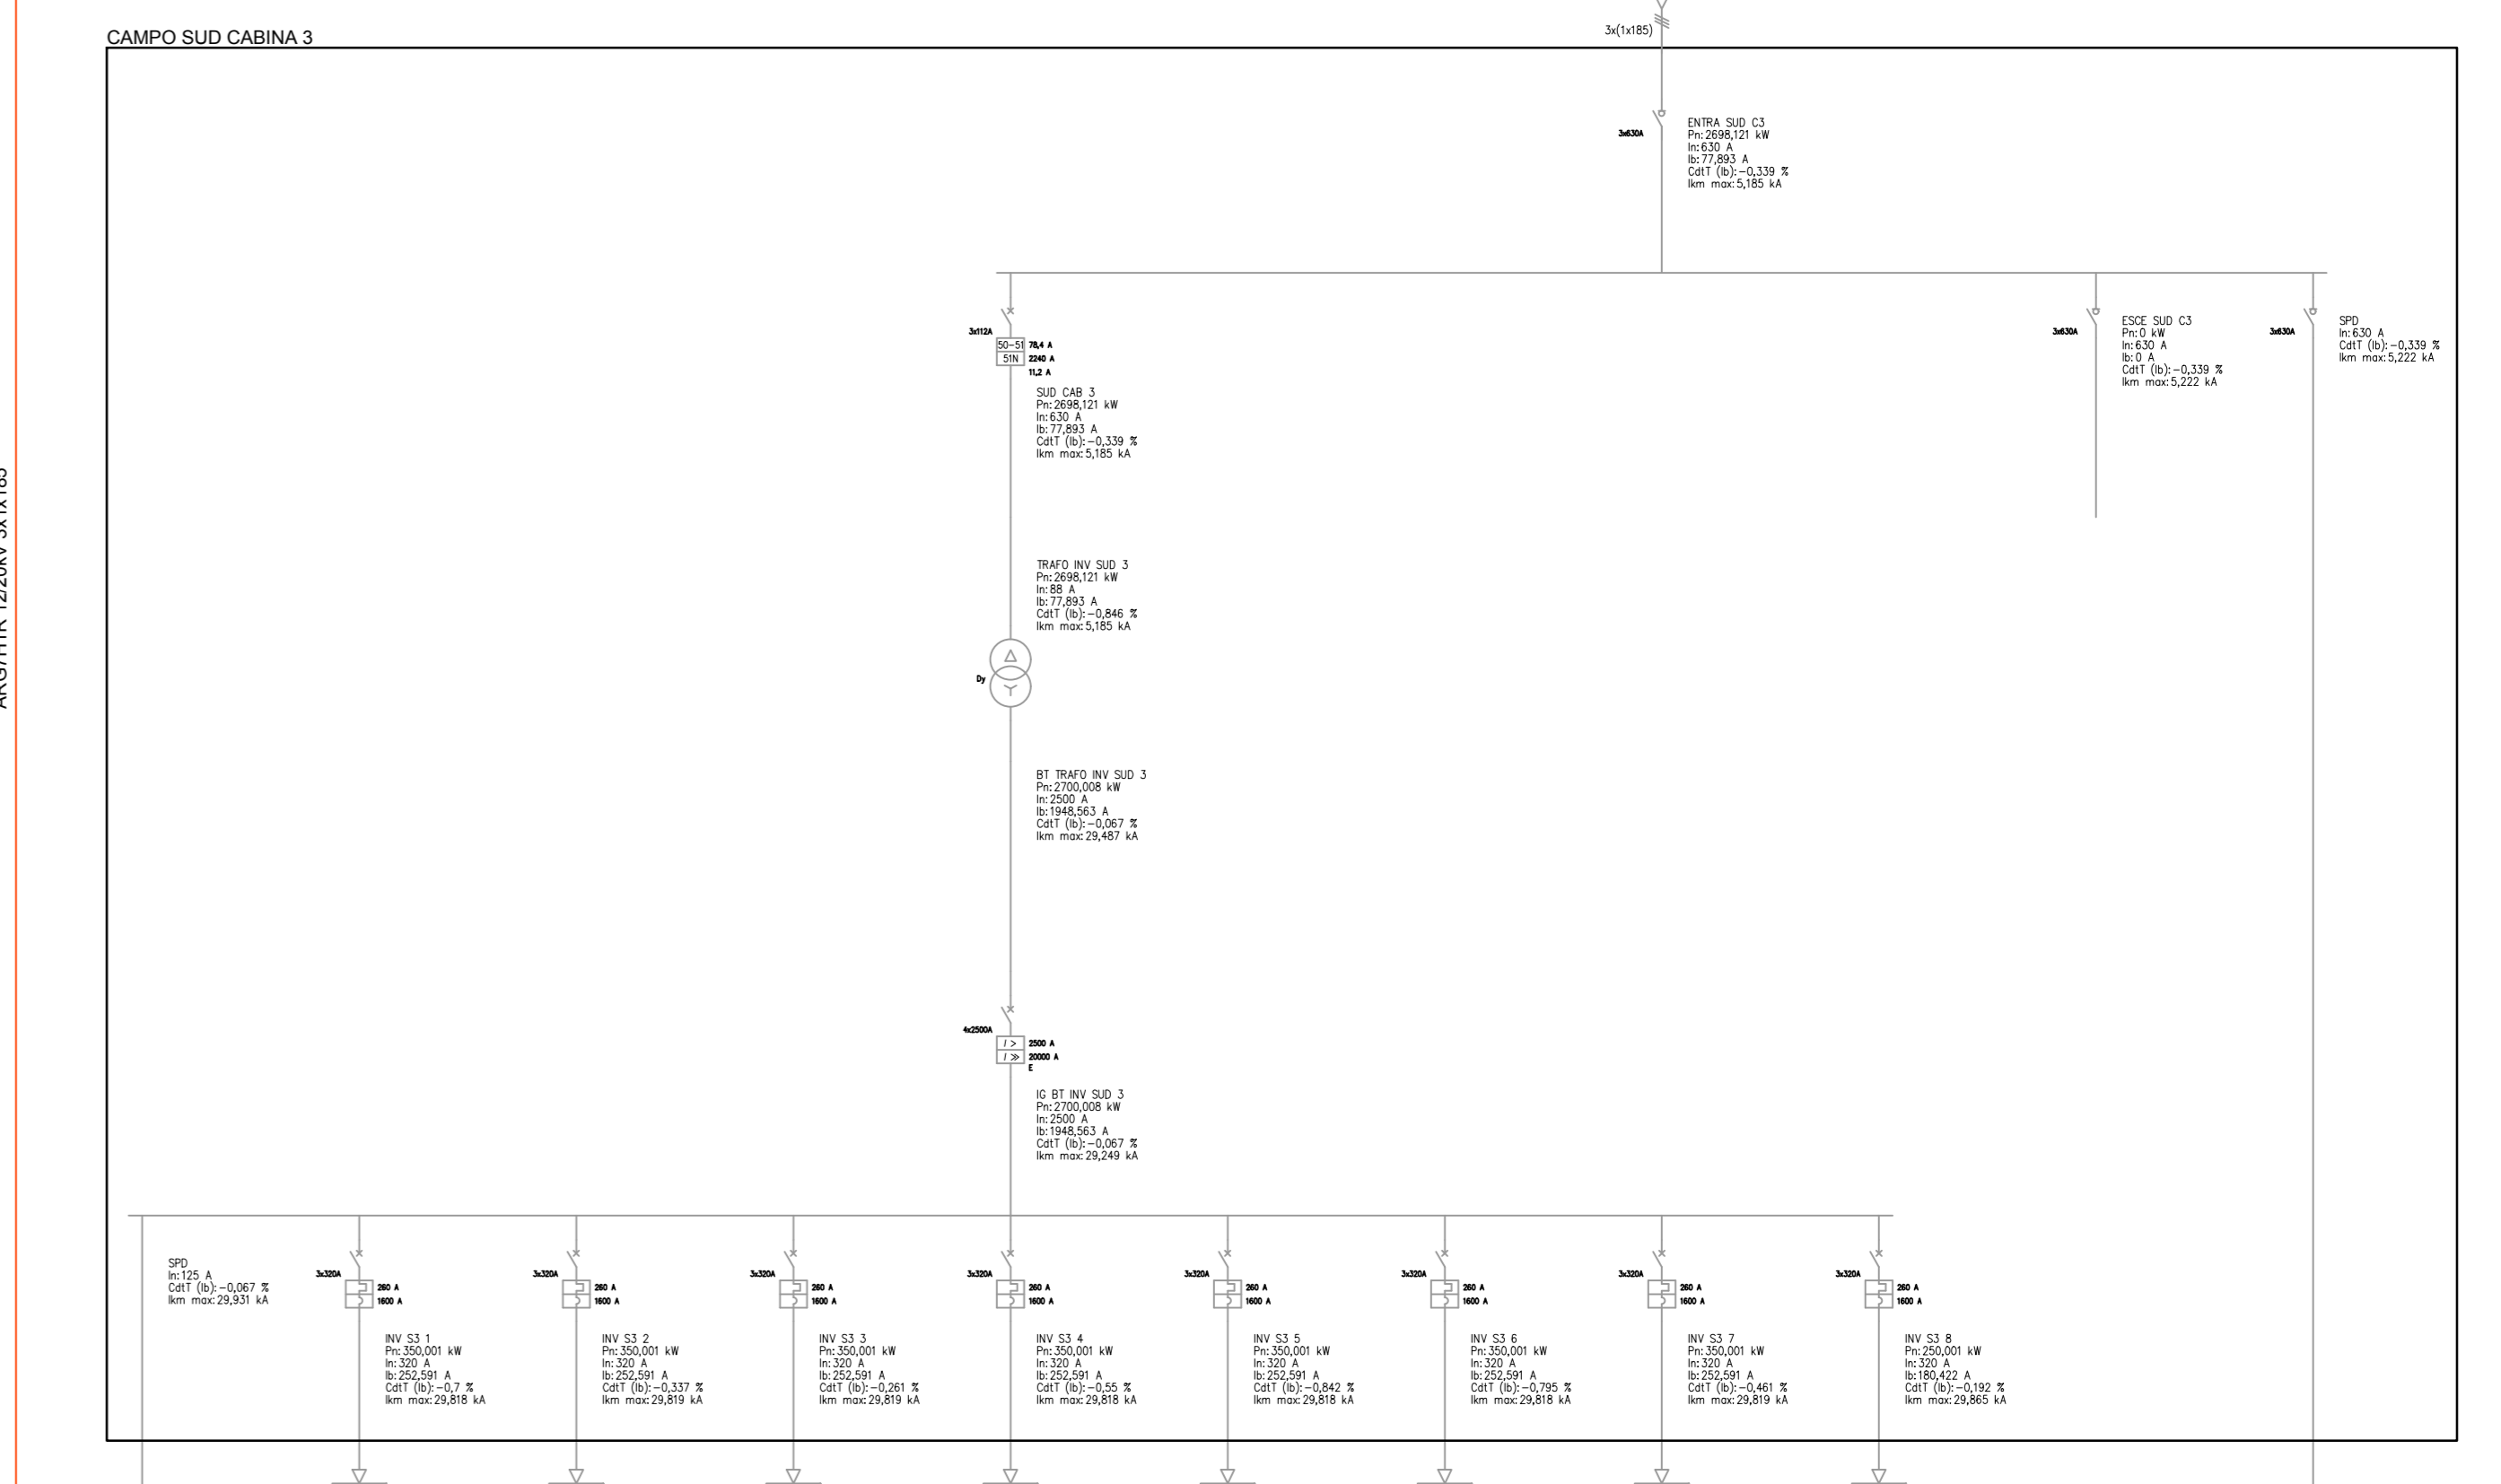 CAMPO SUD CABINA 3
3x(1x185)
3x630A
ENTRA SUD C3
Pn: 2698,121 kW
In: 630 A
Ib: 77,893 A
CdtT (Ib): -0,339 %
Ikm max: 5,185 kA
3x112A
50-51 78,4 A
51N 2240 A
11,2 A
SUD CAB 3
Pn: 2698,121 kW
In: 630 A
Ib: 77,893 A
CdtT (Ib): -0,339 %
Ikm max: 5,185 kA
3x630A
ESCE SUD C3
Pn: 0 kW
In: 630 A
Ib: 0 A
CdtT (Ib): -0,339 %
Ikm max: 5,222 kA
3x630A
SPD
In: 630 A
CdtT (Ib): -0,339 %
Ikm max: 5,222 kA
TRAFO INV SUD 3
Pn: 2698,121 kW
In: 88 A
Ib: 77,893 A
CdtT (Ib): -0,846 %
Ikm max: 5,185 kA
Dy
BT TRAFO INV SUD 3
Pn: 2700,008 kW
In: 2500 A
Ib: 1948,563 A
CdtT (Ib): -0,067 %
Ikm max: 29,487 kA
4x2500A
I > 2500 A
I >> 20000 A
E
IG BT INV SUD 3
Pn: 2700,008 kW
In: 2500 A
Ib: 1948,563 A
CdtT (Ib): -0,067 %
Ikm max: 29,249 kA
SPD
In: 125 A
CdtT (Ib): -0,067 %
Ikm max: 29,931 kA
3x320A
260 A
1600 A
INV S3 1
Pn: 350,001 kW
In: 320 A
Ib: 252,591 A
CdtT (Ib): -0,7 %
Ikm max: 29,818 kA
3x320A
260 A
1600 A
INV S3 2
Pn: 350,001 kW
In: 320 A
Ib: 252,591 A
CdtT (Ib): -0,337 %
Ikm max: 29,819 kA
3x320A
260 A
1600 A
INV S3 3
Pn: 350,001 kW
In: 320 A
Ib: 252,591 A
CdtT (Ib): -0,261 %
Ikm max: 29,819 kA
3x320A
260 A
1600 A
INV S3 4
Pn: 350,001 kW
In: 320 A
Ib: 252,591 A
CdtT (Ib): -0,55 %
Ikm max: 29,818 kA
3x320A
260 A
1600 A
INV S3 5
Pn: 350,001 kW
In: 320 A
Ib: 252,591 A
CdtT (Ib): -0,842 %
Ikm max: 29,818 kA
3x320A
260 A
1600 A
INV S3 6
Pn: 350,001 kW
In: 320 A
Ib: 252,591 A
CdtT (Ib): -0,795 %
Ikm max: 29,818 kA
3x320A
260 A
1600 A
INV S3 7
Pn: 350,001 kW
In: 320 A
Ib: 252,591 A
CdtT (Ib): -0,461 %
Ikm max: 29,819 kA
3x320A
260 A
1600 A
INV S3 8
Pn: 250,001 kW
In: 320 A
Ib: 180,422 A
CdtT (Ib): -0,192 %
Ikm max: 29,865 kA